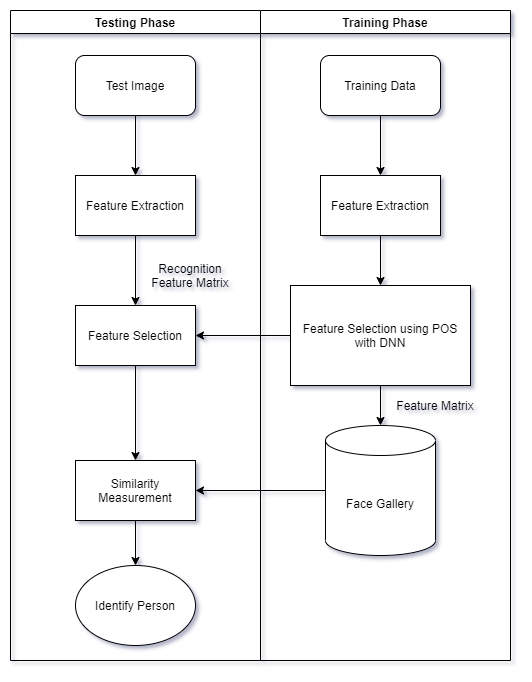 Testing Phase
Training Phase
Test Image
Training Data
Feature Extraction
Feature Extraction
Recognition
Feature Matrix
Feature Selection
Feature Selection using POS
with DNN
Feature Matrix
Similarity
Measurement
Face Gallery
Identify Person